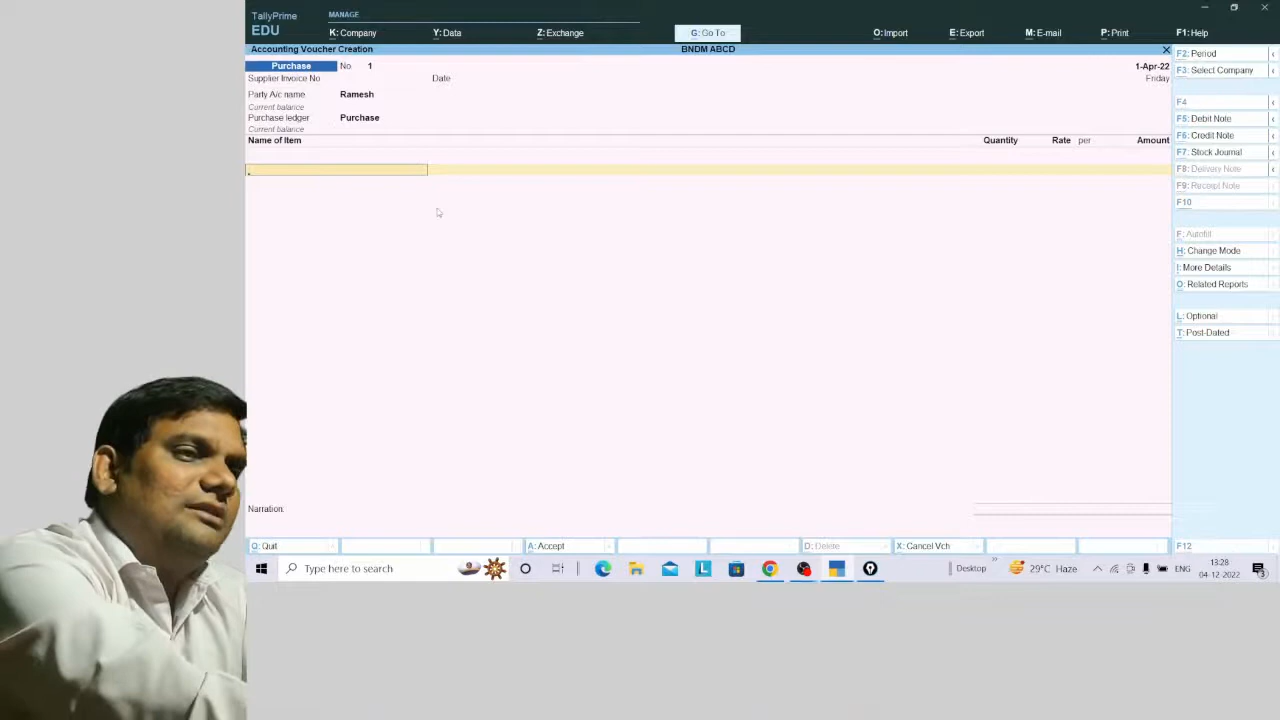 TallyPrime
EDU
MANAGE
K: Company
Y: Data
Z: Exchange
G: Go To
O: Import
E: Export
M: E-mail
P: Print
F1: Help
Accounting Voucher Creation
BNDM ABCD
Purchase
No 1
1-Apr-22
Supplier Invoice No
Date
Friday
Party A/c name
Ramesh
Current balance
Purchase ledger
Purchase
Current balance
Name of Item
Quantity
Rate
per
Amount
F2: Period
F3: Select Company
F4
F5: Debit Note
F6: Credit Note
F7: Stock Journal
F8: Delivery Note
F9: Receipt Note
F10
F: Autofill
H: Change Mode
I: More Details
O: Related Reports
L: Optional
T: Post-Dated
Narration:
Q: Quit
A: Accept
D: Delete
X: Cancel Vch
F12
Type here to search
Desktop
29°C Haze
ENG
13:28
04-12-2022